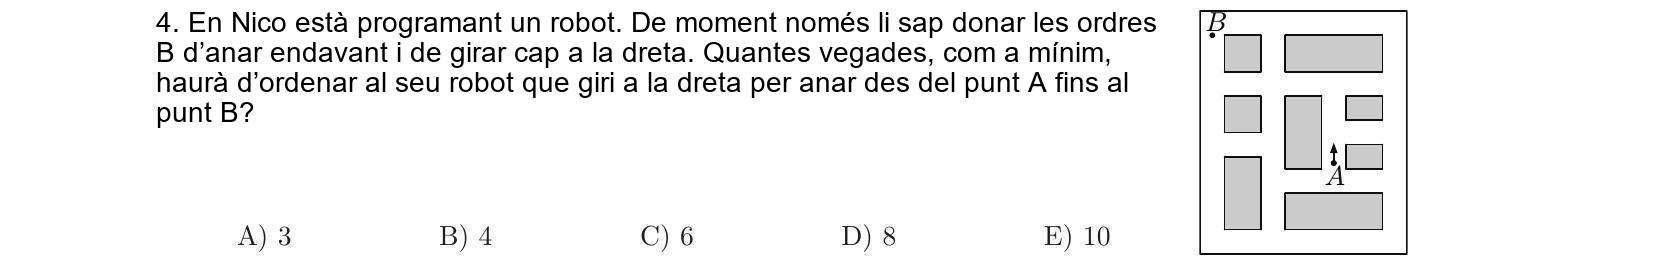 4. En Nico està programant un robot. De moment només li sap donar les ordres
B d’anar endavant i de girar cap a la dreta. Quantes vegades, com a mínim,
haurà d’ordenar al seu robot que giri a la dreta per anar des del punt A fins al
punt B?
A) 3 B) 4 C) 6 D) 8 E) 10
B
A